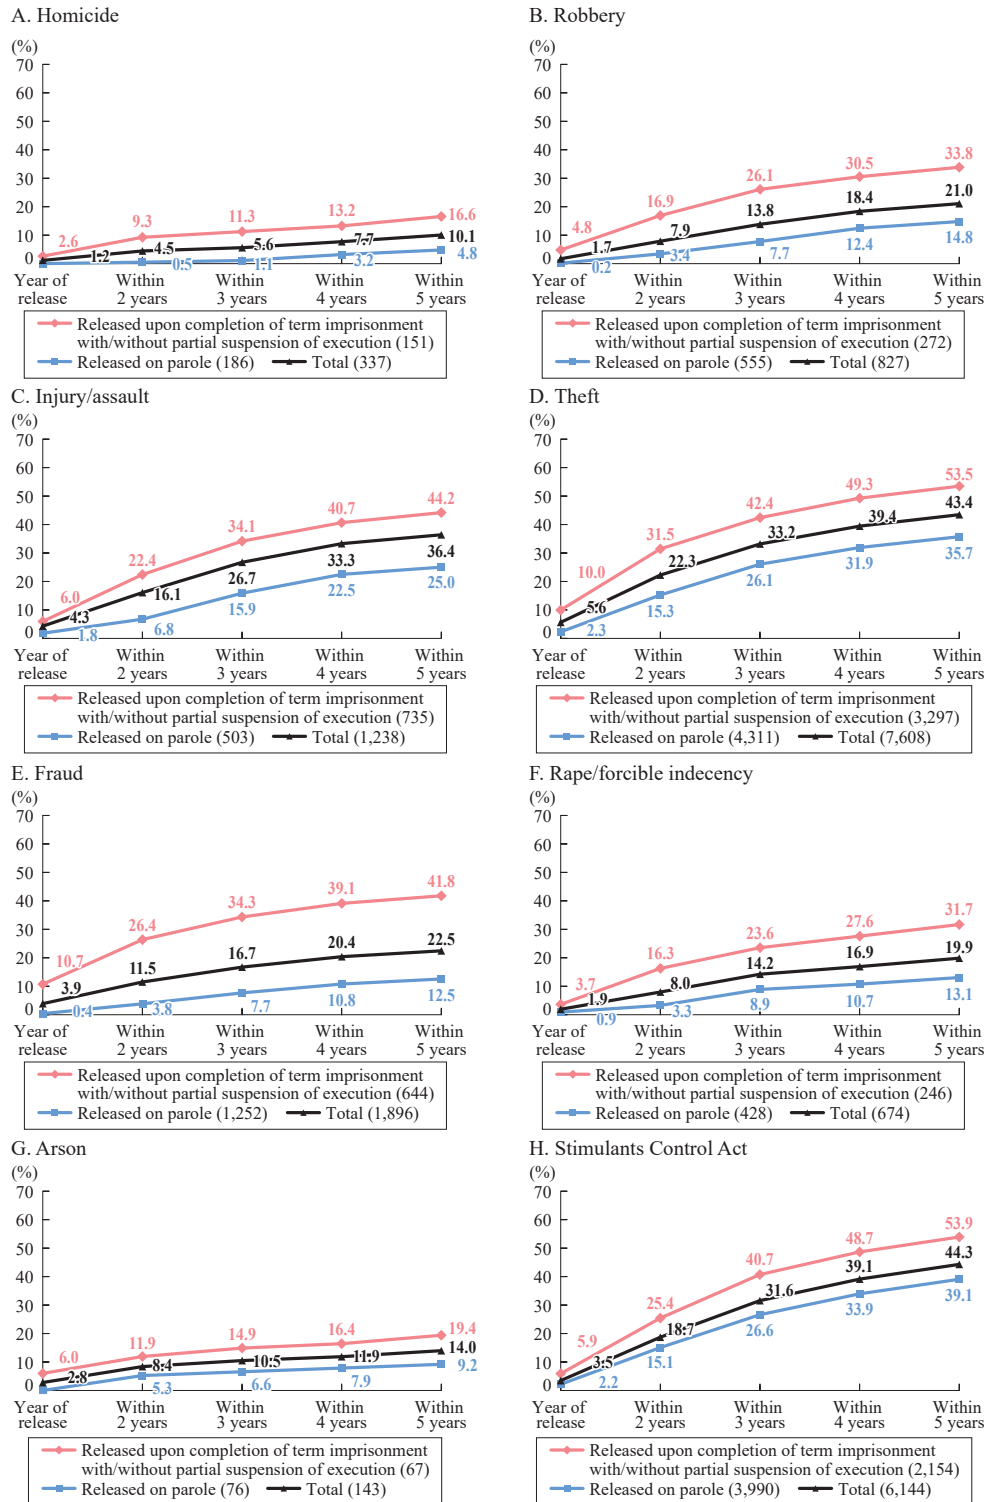 A. Homicide
(%)
70
60
50
40
30
20
10
0
2.6
9.3
11.3
13.2
16.6
1.2
4.5
5.6
7.7
10.1
0.5
1.1
3.2
4.8
Year of release
Within 2 years
Within 3 years
Within 4 years
Within 5 years
Released upon completion of term imprisonment
with/without partial suspension of execution (151)
Released on parole (186) Total (337)
B. Robbery
(%)
70
60
50
40
30
20
10
0
4.8
16.9
26.1
30.5
33.8
1.7
7.9
13.8
18.4
21.0
0.2
3.4
7.7
12.4
14.8
Year of release
Within 2 years
Within 3 years
Within 4 years
Within 5 years
Released upon completion of term imprisonment
with/without partial suspension of execution (272)
Released on parole (555) Total (827)
C. Injury/assault
(%)
70
60
50
40
30
20
10
0
6.0
22.4
34.1
40.7
44.2
4.3
16.1
26.7
33.3
36.4
1.8
6.8
15.9
22.5
25.0
Year of release
Within 2 years
Within 3 years
Within 4 years
Within 5 years
Released upon completion of term imprisonment
with/without partial suspension of execution (735)
Released on parole (503) Total (1,238)
D. Theft
(%)
70
60
50
40
30
20
10
0
10.0
31.5
42.4
49.3
53.5
5.6
22.3
33.2
39.4
43.4
2.3
15.3
26.1
31.9
35.7
Year of release
Within 2 years
Within 3 years
Within 4 years
Within 5 years
Released upon completion of term imprisonment
with/without partial suspension of execution (3,297)
Released on parole (4,311) Total (7,608)
E. Fraud
(%)
70
60
50
40
30
20
10
0
10.7
26.4
34.3
39.1
41.8
3.9
11.5
16.7
20.4
22.5
0.4
3.8
7.7
10.8
12.5
Year of release
Within 2 years
Within 3 years
Within 4 years
Within 5 years
Released upon completion of term imprisonment
with/without partial suspension of execution (644)
Released on parole (1,252) Total (1,896)
F. Rape/forcible indecency
(%)
70
60
50
40
30
20
10
0
3.7
16.3
23.6
27.6
31.7
1.9
8.0
14.2
16.9
19.9
0.9
3.3
8.9
10.7
13.1
Year of release
Within 2 years
Within 3 years
Within 4 years
Within 5 years
Released upon completion of term imprisonment
with/without partial suspension of execution (246)
Released on parole (428) Total (674)
G. Arson
(%)
70
60
50
40
30
20
10
0
6.0
11.9
14.9
16.4
19.4
2.8
8.4
10.5
11.9
14.0
5.3
6.6
7.9
9.2
Year of release
Within 2 years
Within 3 years
Within 4 years
Within 5 years
Released upon completion of term imprisonment
with/without partial suspension of execution (67)
Released on parole (76) Total (143)
H. Stimulants Control Act
(%)
70
60
50
40
30
20
10
0
5.9
25.4
40.7
48.7
53.9
3.5
18.7
31.6
39.1
44.3
2.2
15.1
26.6
33.9
39.1
Year of release
Within 2 years
Within 3 years
Within 4 years
Within 5 years
Released upon completion of term imprisonment
with/without partial suspension of execution (2,154)
Released on parole (3,990) Total (6,144)